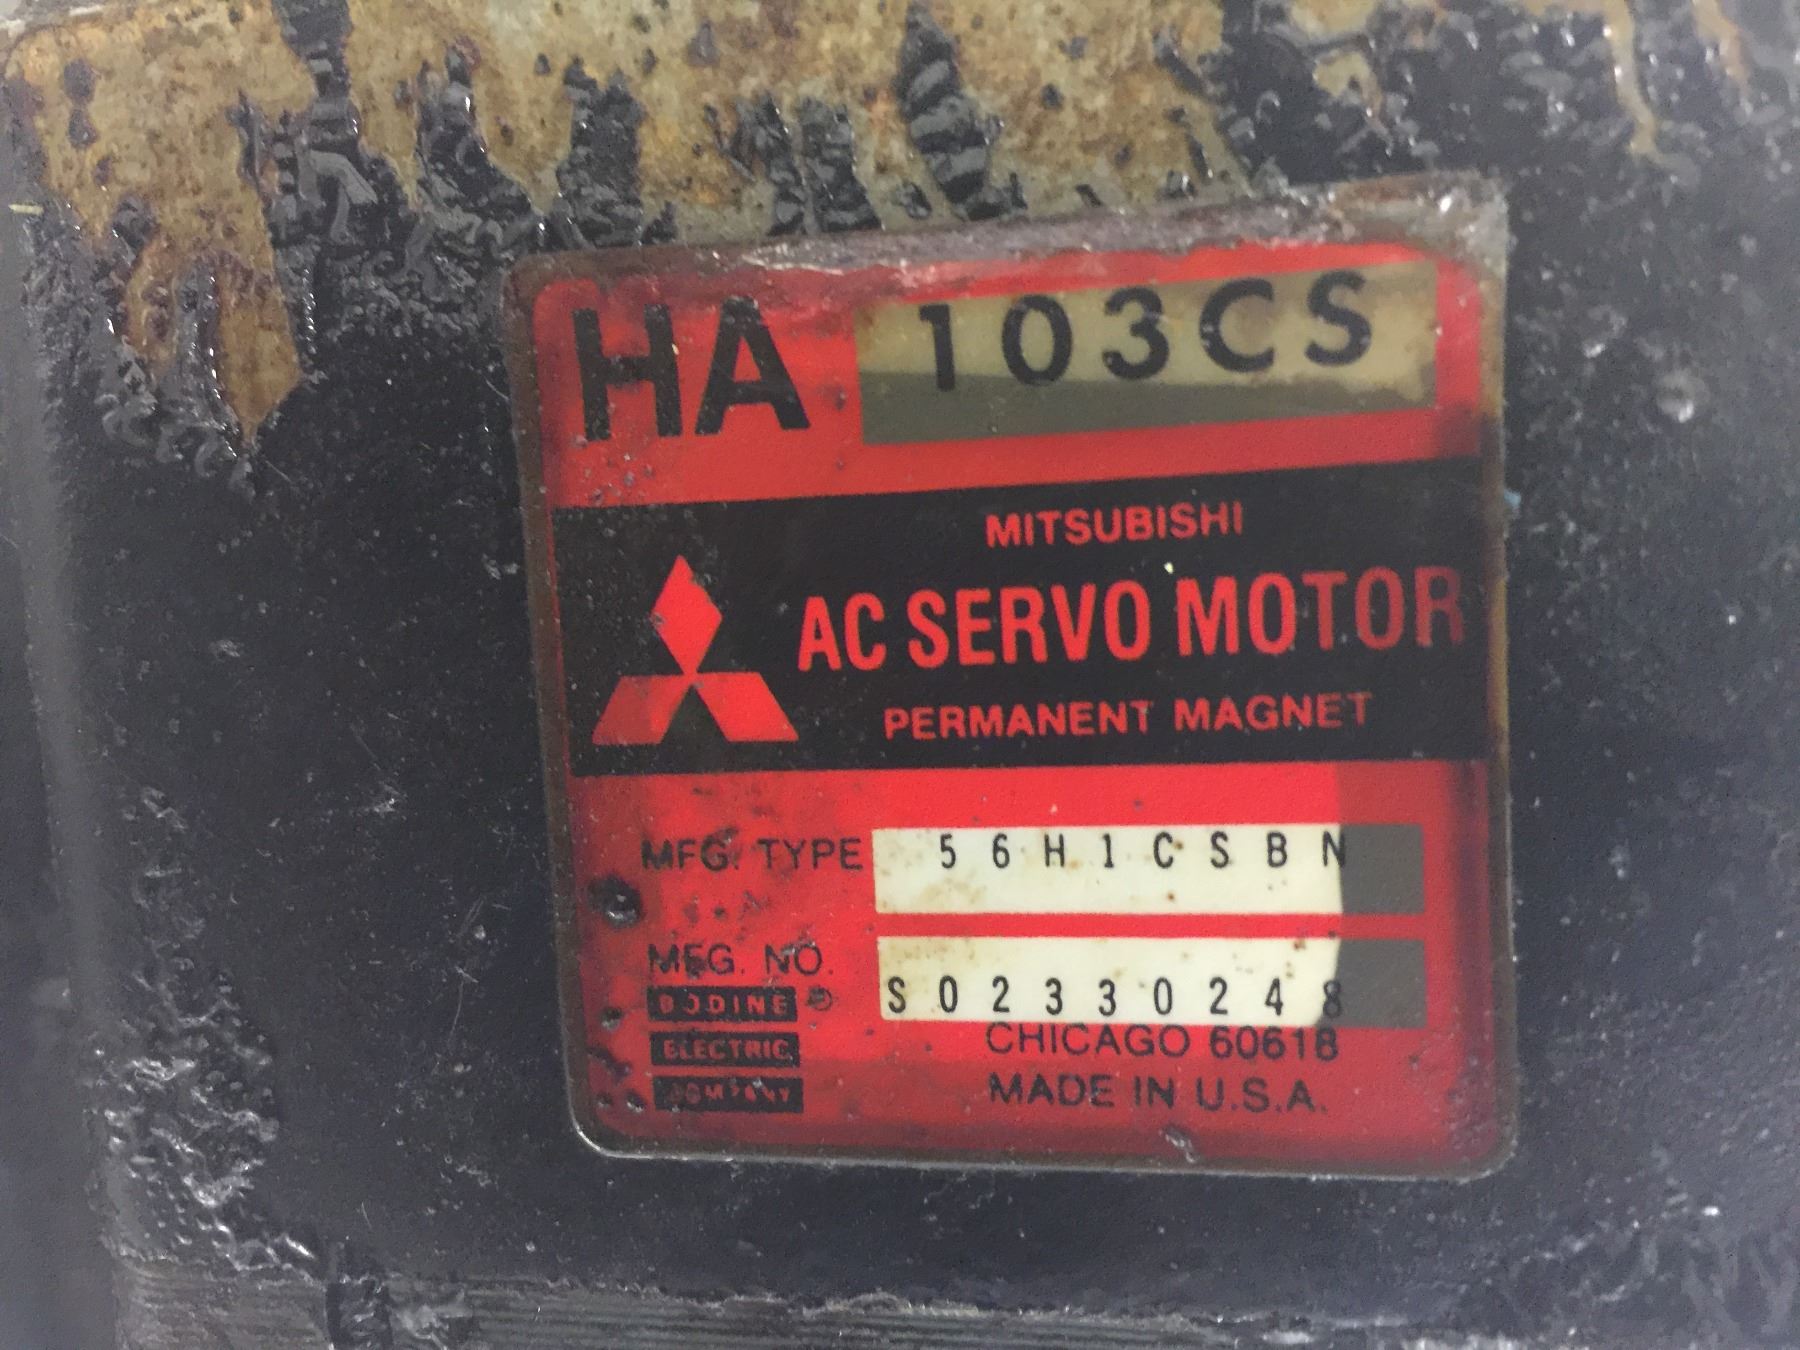 HA 103CS
MITSUBISHI
AC SERVO MOTOR
PERMANENT MAGNET
MFG. TYPE 56H1CSBN
MFG. NO. S02330248
BODINE ®
ELECTRIC
COMPANY
CHICAGO 60618
MADE IN U.S.A.